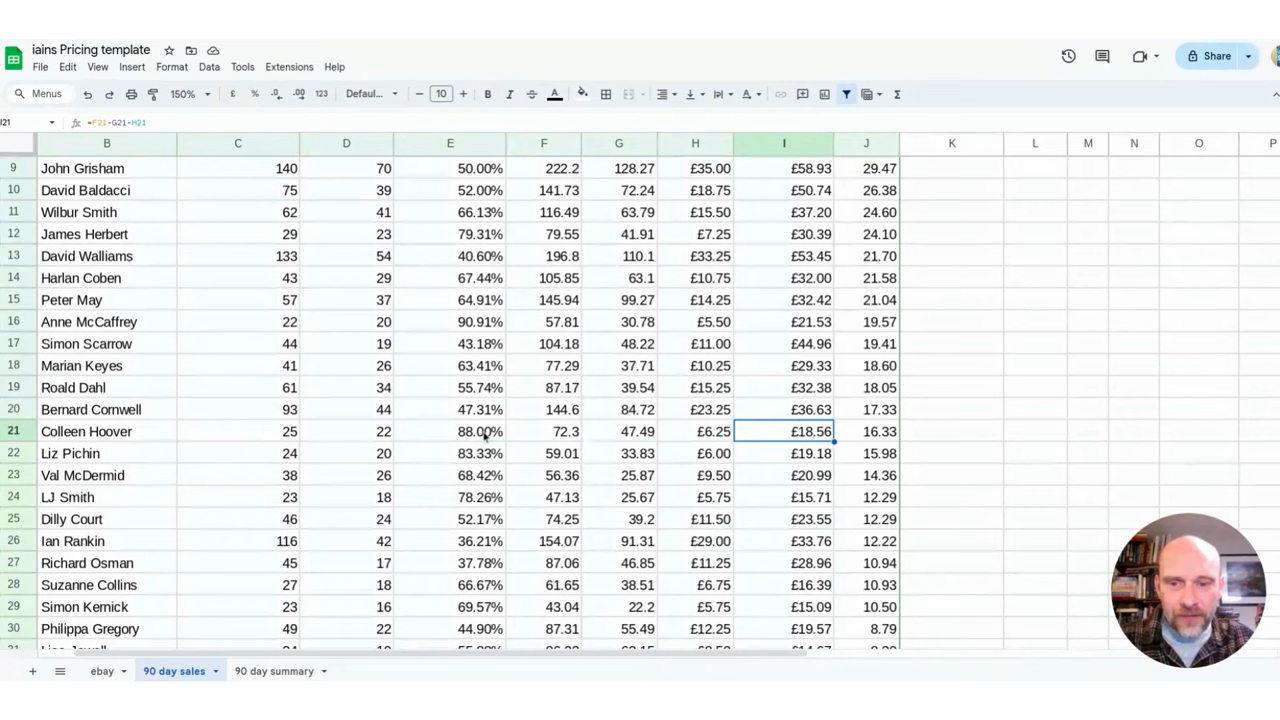 iains Pricing template
File Edit View Insert Format Data Tools Extensions Help
Share
Menus 150% £ % .0 .00 123 Defaul... 10 B I A
I21 =F21-G21-H21
B C D E F G H I J K L M N O P
9 John Grisham 140 70 50.00% 222.2 128.27 £35.00 £58.93 29.47
10 David Baldacci 75 39 52.00% 141.73 72.24 £18.75 £50.74 26.38
11 Wilbur Smith 62 41 66.13% 116.49 63.79 £15.50 £37.20 24.60
12 James Herbert 29 23 79.31% 79.55 41.91 £7.25 £30.39 24.10
13 David Walliams 133 54 40.60% 196.8 110.1 £33.25 £53.45 21.70
14 Harlan Coben 43 29 67.44% 105.85 63.1 £10.75 £32.00 21.58
15 Peter May 57 37 64.91% 145.94 99.27 £14.25 £32.42 21.04
16 Anne McCaffrey 22 20 90.91% 57.81 30.78 £5.50 £21.53 19.57
17 Simon Scarrow 44 19 43.18% 104.18 48.22 £11.00 £44.96 19.41
18 Marian Keyes 41 26 63.41% 77.29 37.71 £10.25 £29.33 18.60
19 Roald Dahl 61 34 55.74% 87.17 39.54 £15.25 £32.38 18.05
20 Bernard Cornwell 93 44 47.31% 144.6 84.72 £23.25 £36.63 17.33
21 Colleen Hoover 25 22 88.00% 72.3 47.49 £6.25 £18.56 16.33
22 Liz Pichin 24 20 83.33% 59.01 33.83 £6.00 £19.18 15.98
23 Val McDermid 38 26 68.42% 56.36 25.87 £9.50 £20.99 14.36
24 LJ Smith 23 18 78.26% 47.13 25.67 £5.75 £15.71 12.29
25 Dilly Court 46 24 52.17% 74.25 39.2 £11.50 £23.55 12.29
26 Ian Rankin 116 42 36.21% 154.07 91.31 £29.00 £33.76 12.22
27 Richard Osman 45 17 37.78% 87.06 46.85 £11.25 £28.96 10.94
28 Suzanne Collins 27 18 66.67% 61.65 38.51 £6.75 £16.39 10.93
29 Simon Kernick 23 16 69.57% 43.04 22.2 £5.75 £15.09 10.50
30 Philippa Gregory 49 22 44.90% 87.31 55.49 £12.25 £19.57 8.79
ebay 90 day sales 90 day summary